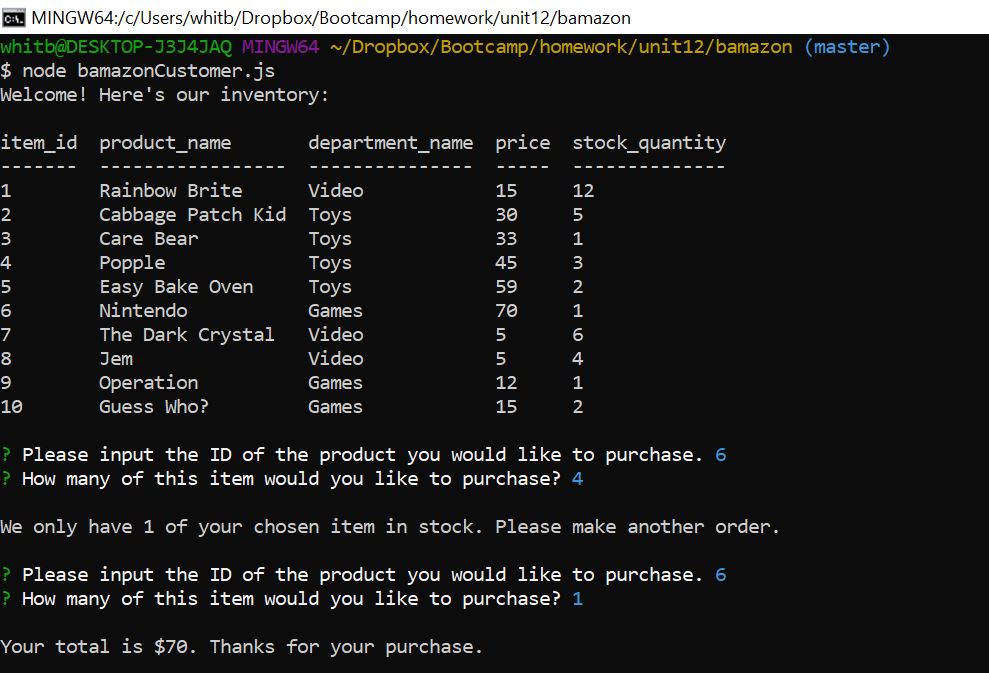 MINGW64:/c/Users/whitb/Dropbox/Bootcamp/homework/unit12/bamazon
whitb@DESKTOP-J3J4JAQ MINGW64 ~/Dropbox/Bootcamp/homework/unit12/bamazon (master)
$ node bamazonCustomer.js
Welcome! Here's our inventory:
item_id  product_name       department_name  price  stock_quantity
-------  -----------------  ---------------  -----  --------------
1        Rainbow Brite      Video            15     12
2        Cabbage Patch Kid  Toys             30     5
3        Care Bear          Toys             33     1
4        Popple             Toys             45     3
5        Easy Bake Oven     Toys             59     2
6        Nintendo           Games            70     1
7        The Dark Crystal   Video            5      6
8        Jem                Video            5      4
9        Operation          Games            12     1
10       Guess Who?         Games            15     2
? Please input the ID of the product you would like to purchase. 6
? How many of this item would you like to purchase? 4
We only have 1 of your chosen item in stock. Please make another order.
? Please input the ID of the product you would like to purchase. 6
? How many of this item would you like to purchase? 1
Your total is $70. Thanks for your purchase.